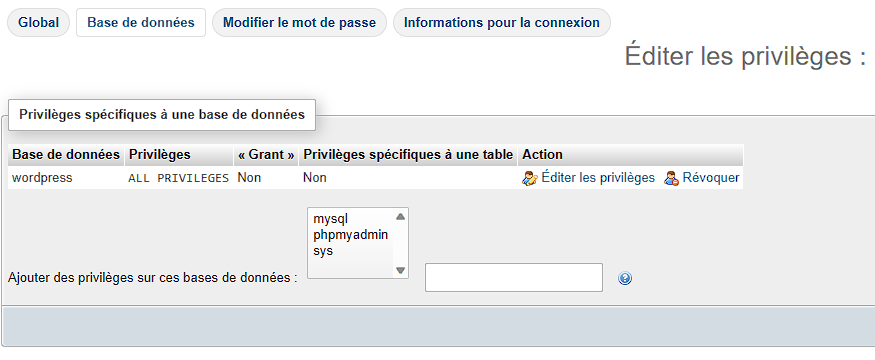 Global Base de données Modifier le mot de passe Informations pour la connexion
Éditer les privilèges :
Privilèges spécifiques à une base de données
Base de données Privilèges « Grant » Privilèges spécifiques à une table Action
wordpress ALL PRIVILEGES Non Non Éditer les privilèges Révoquer
mysql
phpmyadmin
sys
Ajouter des privilèges sur ces bases de données :